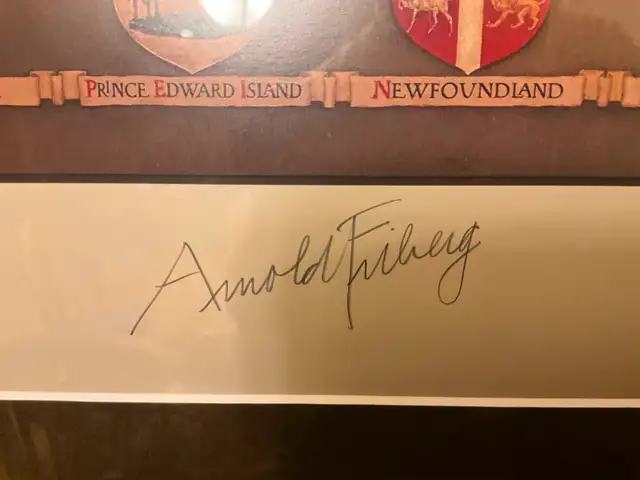 PRINCE EDWARD ISLAND NEWFOUNDLAND
Arnold Friberg